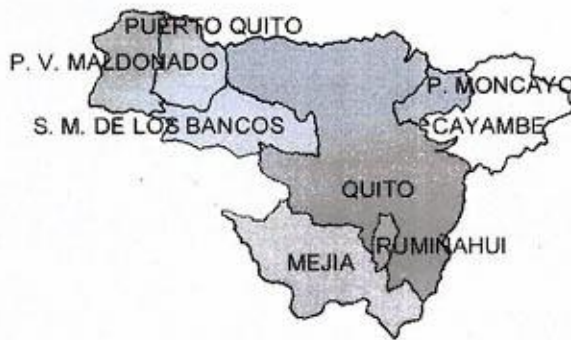 PUERTO QUITO
P. V. MALDONADO
P. MONCAYO
S. M. DE LOS BANCOS
CAYAMBE
QUITO
RUMIÑAHUI
MEJIA